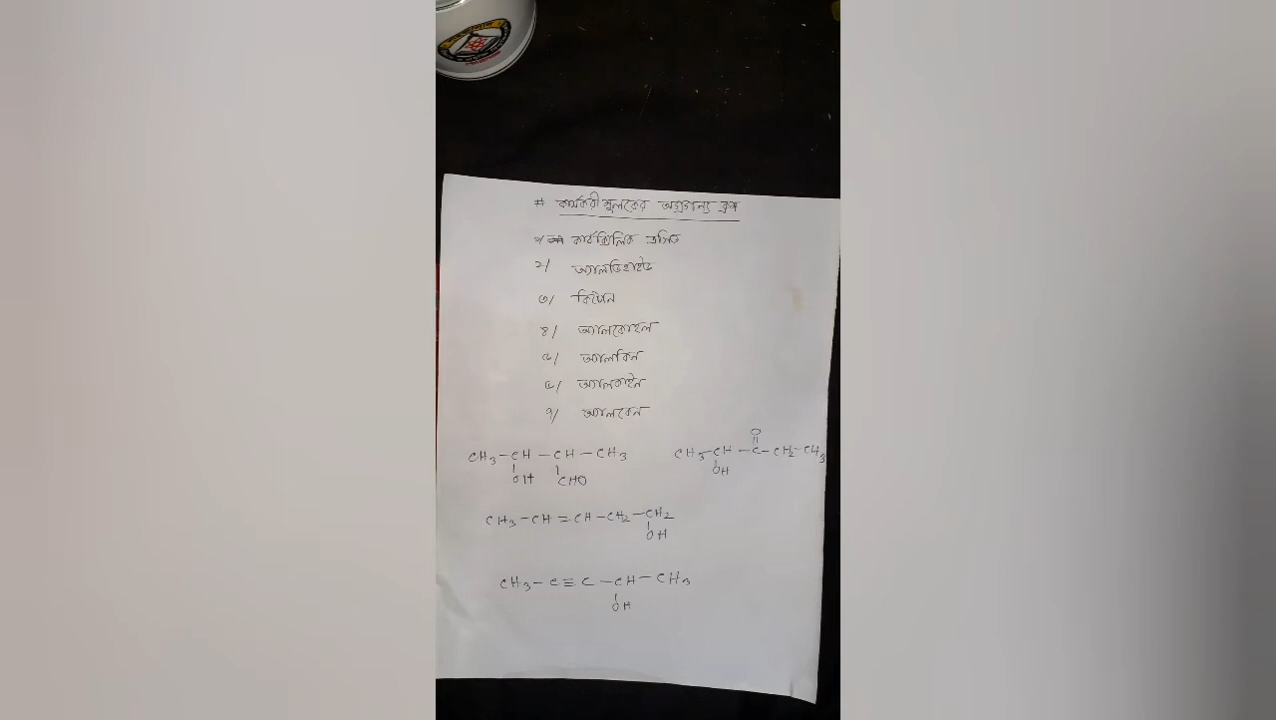 # কার্যকরী মূলকের অগ্রগন্য ক্রম
১/ কার্বক্সিলিক এসিড
২/ অ্যালডিহাইড
৩/ কিটোন
৪/ অ্যালকোহল
৫/ অ্যালকিন
৬/ অ্যালকাইন
৭/ অ্যালকেন
CH3-CH-CH-CH3
OH CHO
O
CH3-CH-C-CH2-CH3
OH
CH3-CH=CH-CH2-CH2
OH
CH3-C≡C-CH-CH3
OH